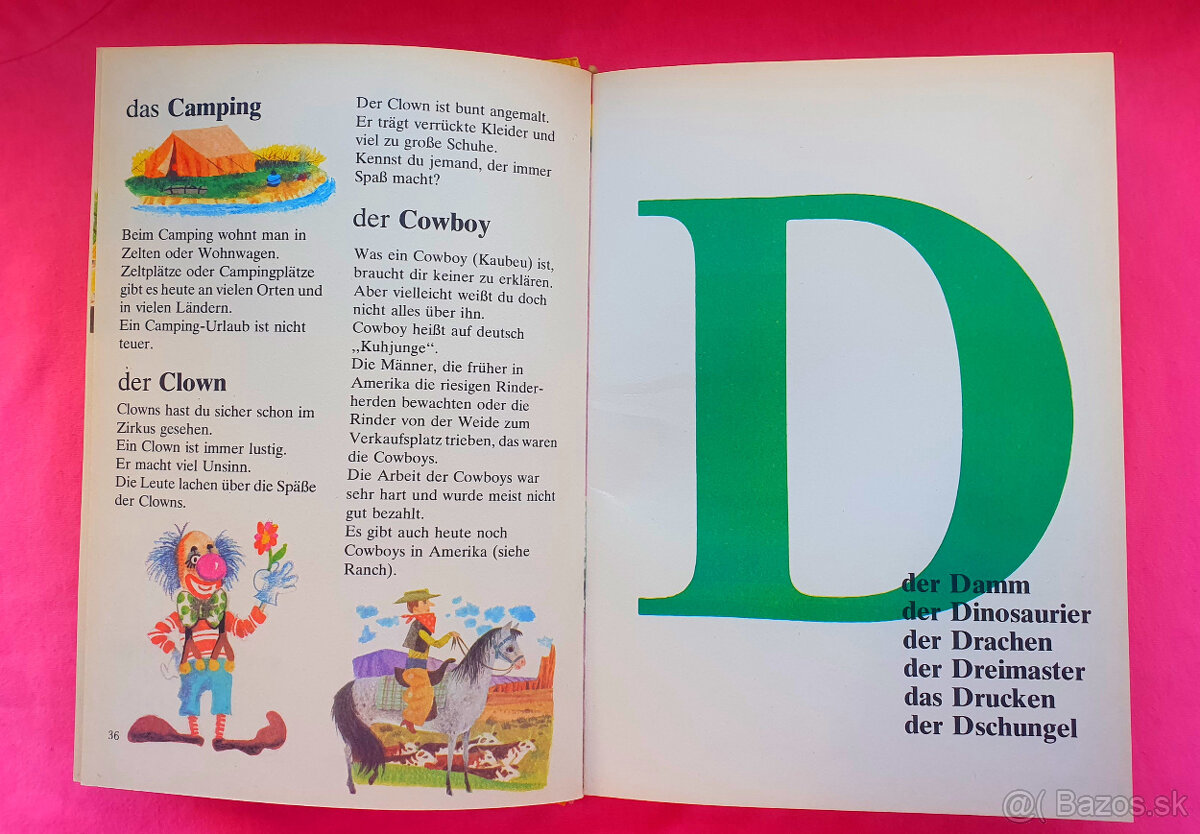 das Camping
Beim Camping wohnt man in
Zelten oder Wohnwagen.
Zeltplätze oder Campingplätze
gibt es heute an vielen Orten und
in vielen Ländern.
Ein Camping-Urlaub ist nicht
teuer.
der Clown
Clowns hast du sicher schon im
Zirkus gesehen.
Ein Clown ist immer lustig.
Er macht viel Unsinn.
Die Leute lachen über die Späße
der Clowns.
36
Der Clown ist bunt angemalt.
Er trägt verrückte Kleider und
viel zu große Schuhe.
Kennst du jemand, der immer
Spaß macht?
der Cowboy
Was ein Cowboy (Kaubeu) ist,
braucht dir keiner zu erklären.
Aber vielleicht weißt du doch
nicht alles über ihn.
Cowboy heißt auf deutsch
„Kuhjunge“.
Die Männer, die früher in
Amerika die riesigen Rinder-
herden bewachten oder die
Rinder von der Weide zum
Verkaufsplatz trieben, das waren
die Cowboys.
Die Arbeit der Cowboys war
sehr hart und wurde meist nicht
gut bezahlt.
Es gibt auch heute noch
Cowboys in Amerika (siehe
Ranch).
D
der Damm
der Dinosaurier
der Drachen
der Dreimaster
das Drucken
der Dschungel
@( Bazos.sk